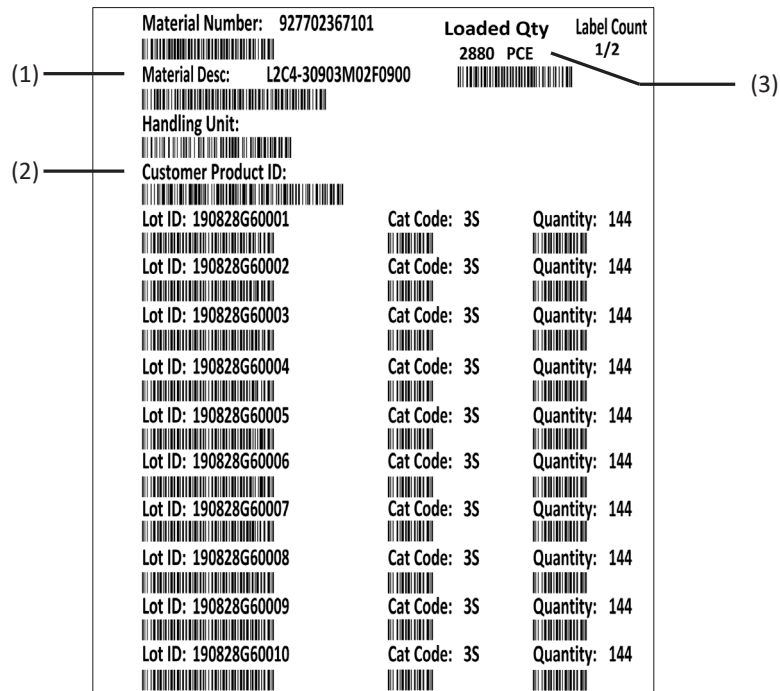 Material Number: 927702367101
Loaded Qty
Label Count
2880 PCE
1/2
(1)
Material Desc: L2C4-30903M02F0900
(3)
Handling Unit:
(2)
Customer Product ID:
Lot ID: 190828G60001 Cat Code: 3S Quantity: 144
Lot ID: 190828G60002 Cat Code: 3S Quantity: 144
Lot ID: 190828G60003 Cat Code: 3S Quantity: 144
Lot ID: 190828G60004 Cat Code: 3S Quantity: 144
Lot ID: 190828G60005 Cat Code: 3S Quantity: 144
Lot ID: 190828G60006 Cat Code: 3S Quantity: 144
Lot ID: 190828G60007 Cat Code: 3S Quantity: 144
Lot ID: 190828G60008 Cat Code: 3S Quantity: 144
Lot ID: 190828G60009 Cat Code: 3S Quantity: 144
Lot ID: 190828G60010 Cat Code: 3S Quantity: 144